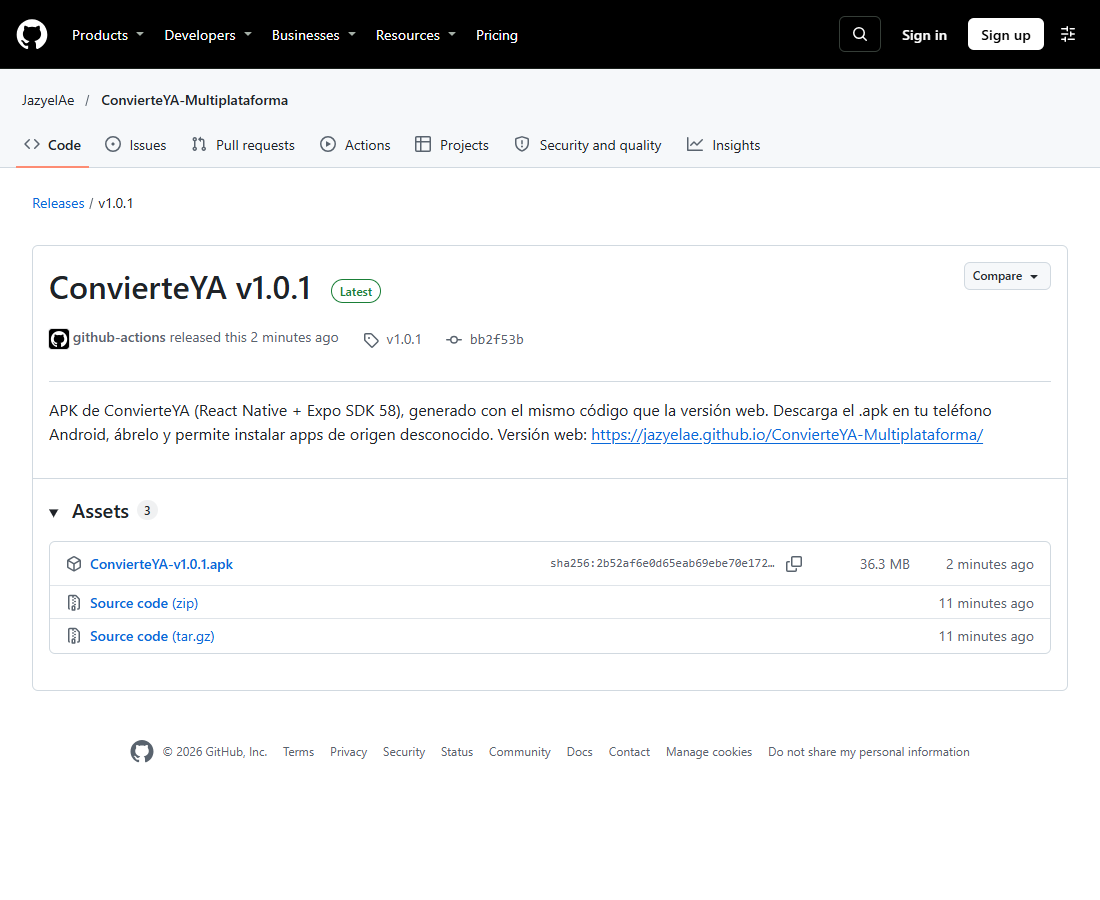 Products Developers Businesses Resources Pricing Sign in Sign up
JazyelAe / ConvierteYA-Multiplataforma
Code Issues Pull requests Actions Projects Security and quality Insights
Releases / v1.0.1
ConvierteYA v1.0.1 Latest Compare
github-actions released this 2 minutes ago v1.0.1 bb2f53b
APK de ConvierteYA (React Native + Expo SDK 58), generado con el mismo código que la versión web. Descarga el .apk en tu teléfono
Android, ábrelo y permite instalar apps de origen desconocido. Versión web: https://jazyelae.github.io/ConvierteYA-Multiplataforma/
Assets 3
ConvierteYA-v1.0.1.apk sha256:2b52af6e0d65eab69ebe70e172… 36.3 MB 2 minutes ago
Source code (zip) 11 minutes ago
Source code (tar.gz) 11 minutes ago
© 2026 GitHub, Inc. Terms Privacy Security Status Community Docs Contact Manage cookies Do not share my personal information